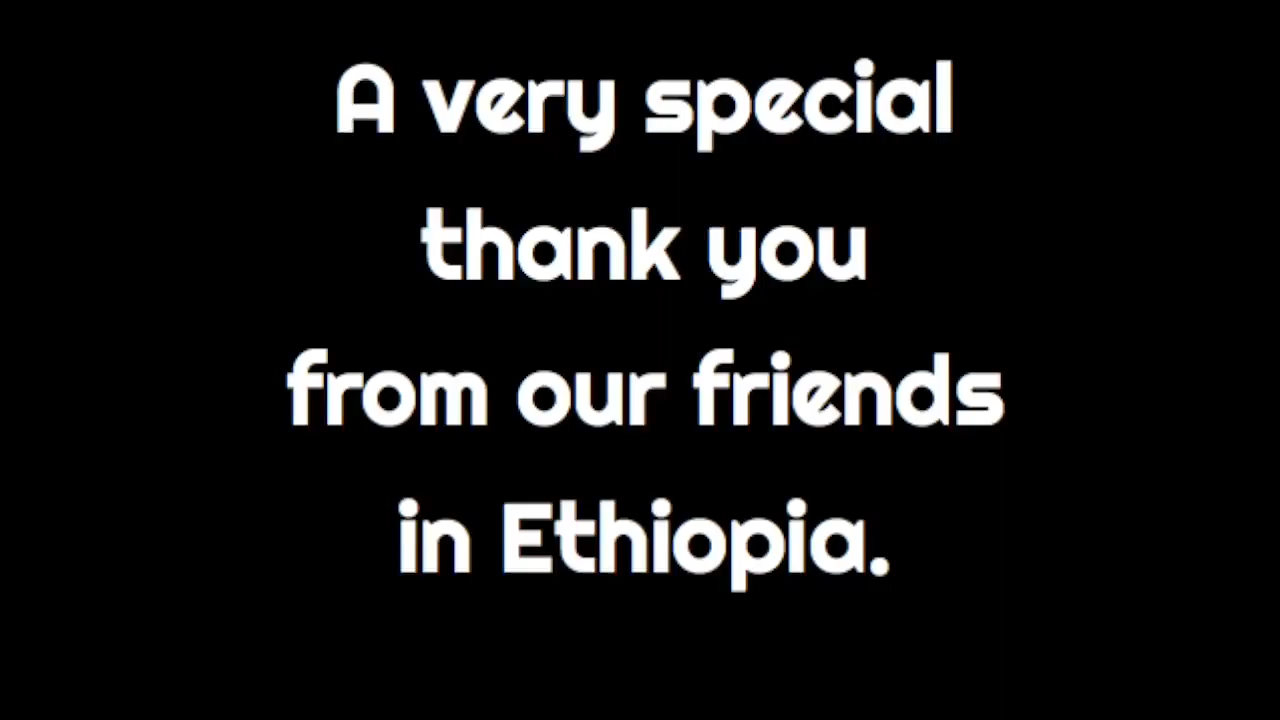 A very special
thank you
from our friends
in Ethiopia.